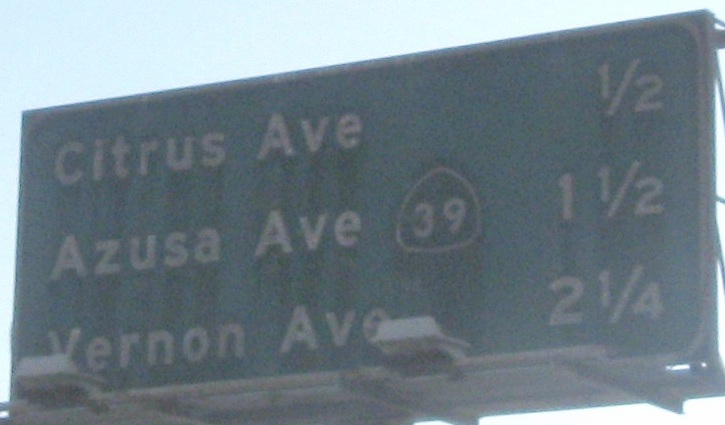 Citrus Ave 1/2
Azusa Ave 39 1 1/2
Vernon Ave 2 1/4